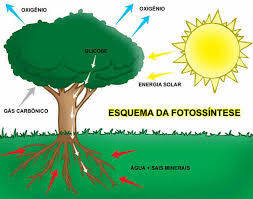 OXIGÊNIO
OXIGÊNIO
GLICOSE
ENERGIA SOLAR
GÁS CARBÔNICO
ESQUEMA DA FOTOSSÍNTESE
ÁGUA + SAIS MINERAIS